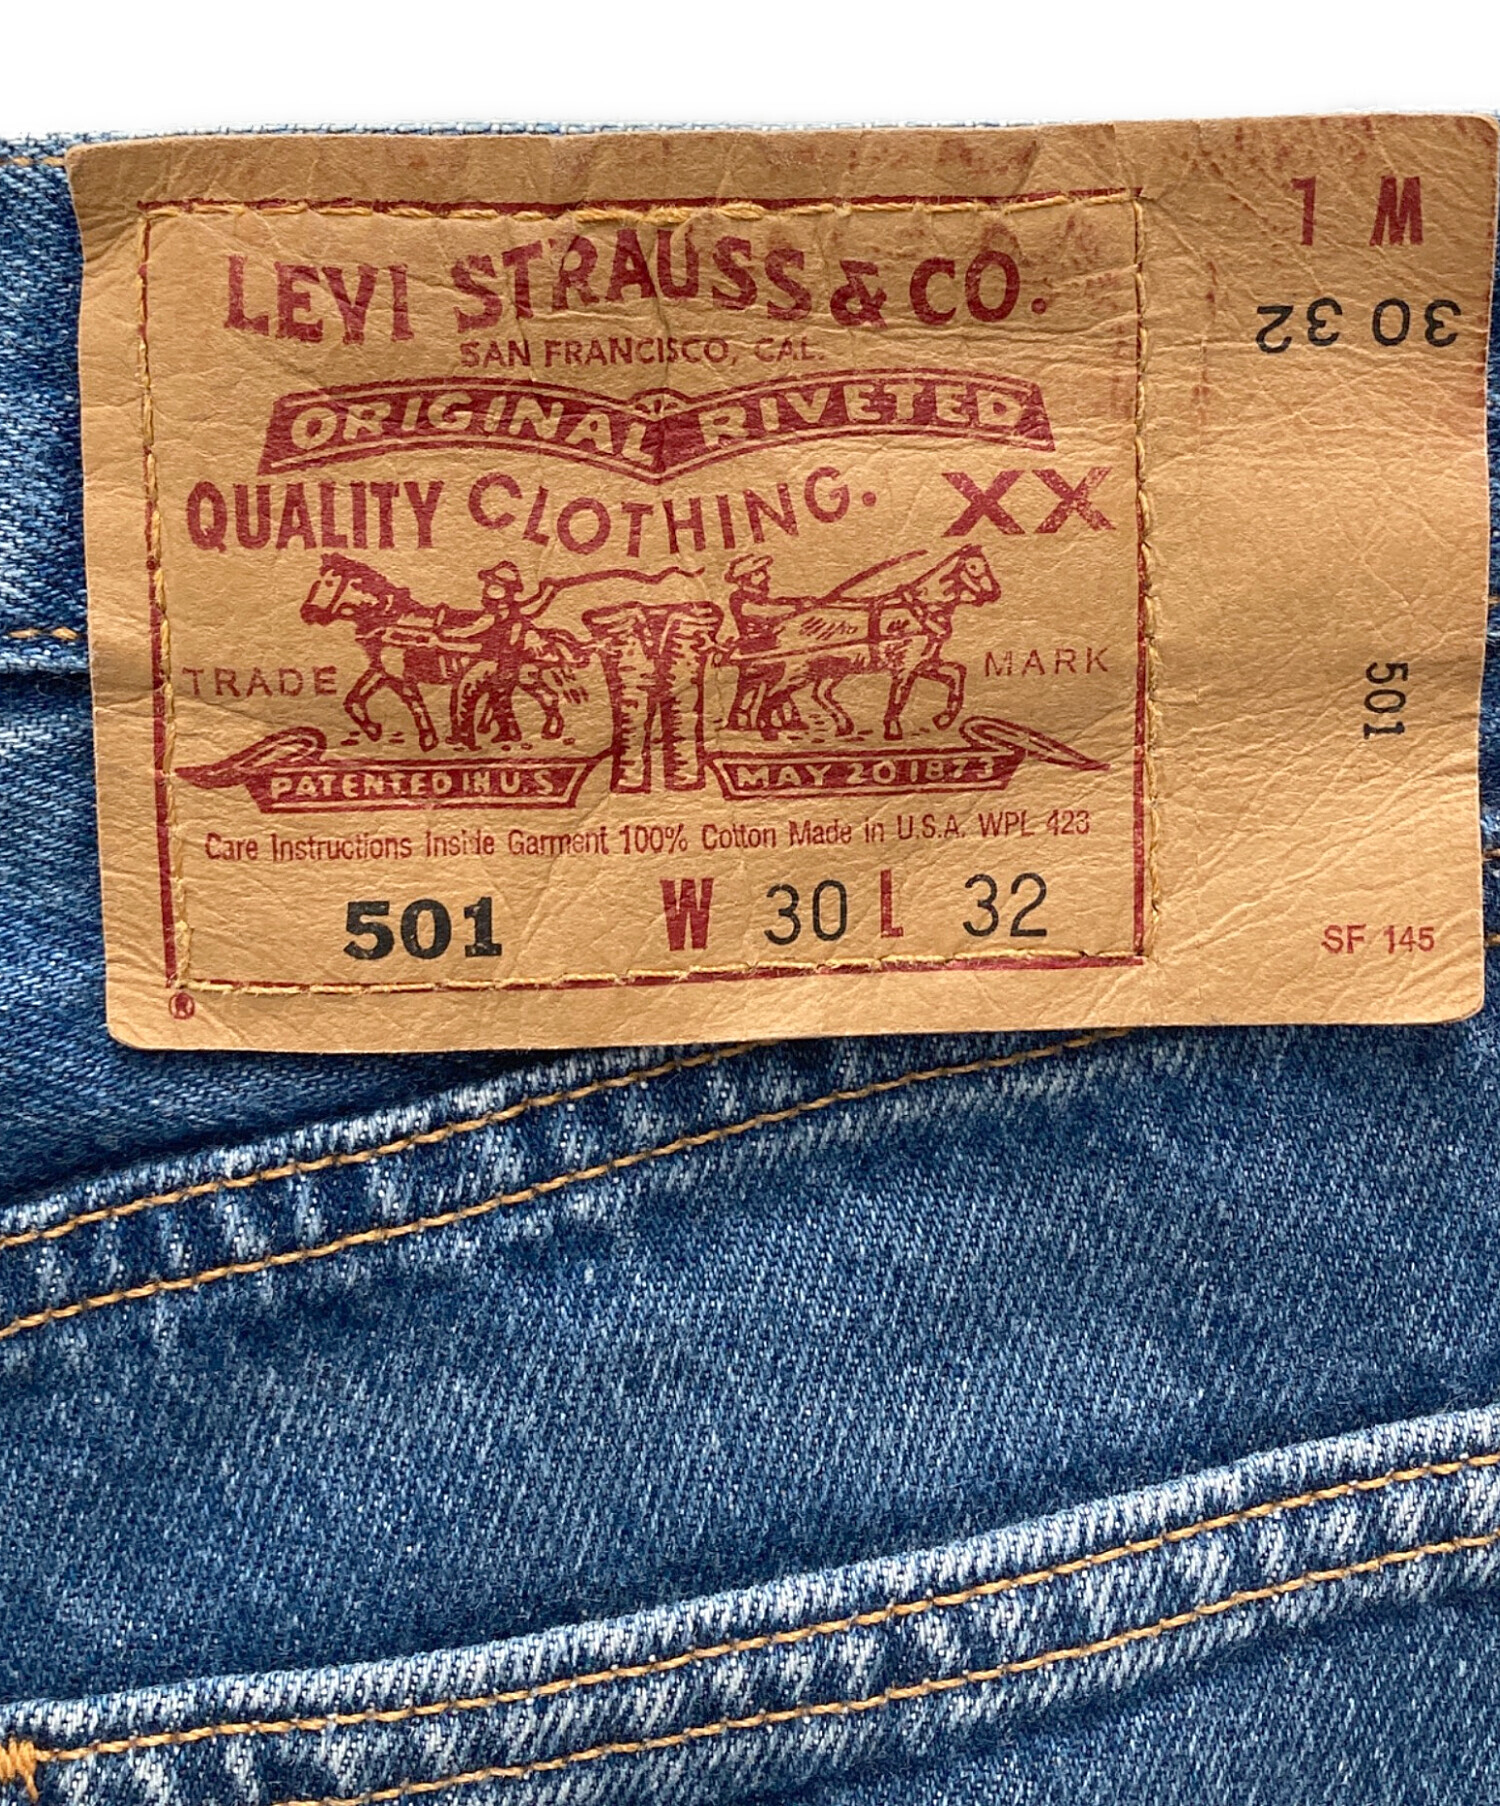 LEVI STRAUSS & CO.
SAN FRANCISCO, CAL.
ORIGINAL RIVETED
QUALITY CLOTHING. XX
TRADE MARK
PATENTED IN U.S. MAY 20 1873
Care Instructions Inside Garment 100% Cotton Made in U.S.A. WPL 423
501 W 30 L 32
®
W L
30 32
501
SF 145